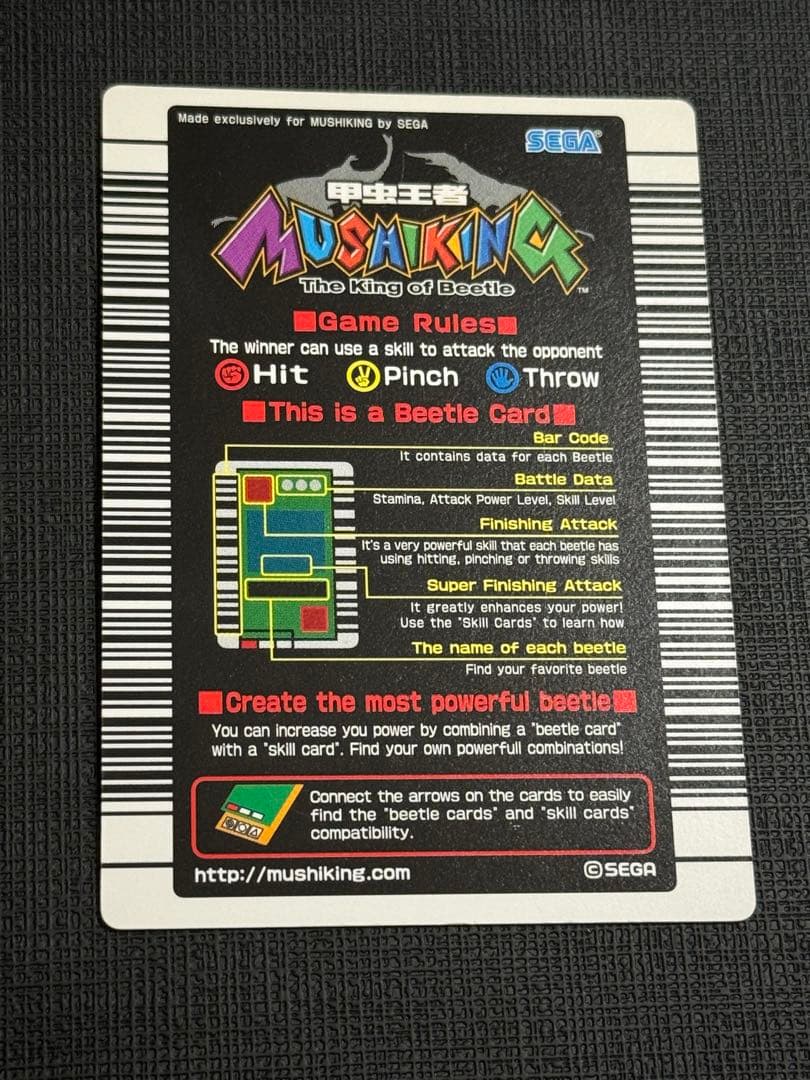 Made exclusively for MUSHIKING by SEGA
SEGA®
甲虫王者
MUSHIKING
The King of Beetle™
■Game Rules■
The winner can use a skill to attack the opponent
Hit Pinch Throw
■This is a Beetle Card■
Bar Code
It contains data for each Beetle
Battle Data
Stamina, Attack Power Level, Skill Level
Finishing Attack
It's a very powerful skill that each beetle has
using hitting, pinching or throwing skills
Super Finishing Attack
It greatly enhances your power!
Use the "Skill Cards" to learn how
The name of each beetle
Find your favorite beetle
■Create the most powerful beetle■
You can increase you power by combining a "beetle card"
with a "skill card". Find your own powerfull combinations!
Connect the arrows on the cards to easily
find the "beetle cards" and "skill cards"
compatibility.
http://mushiking.com ©SEGA